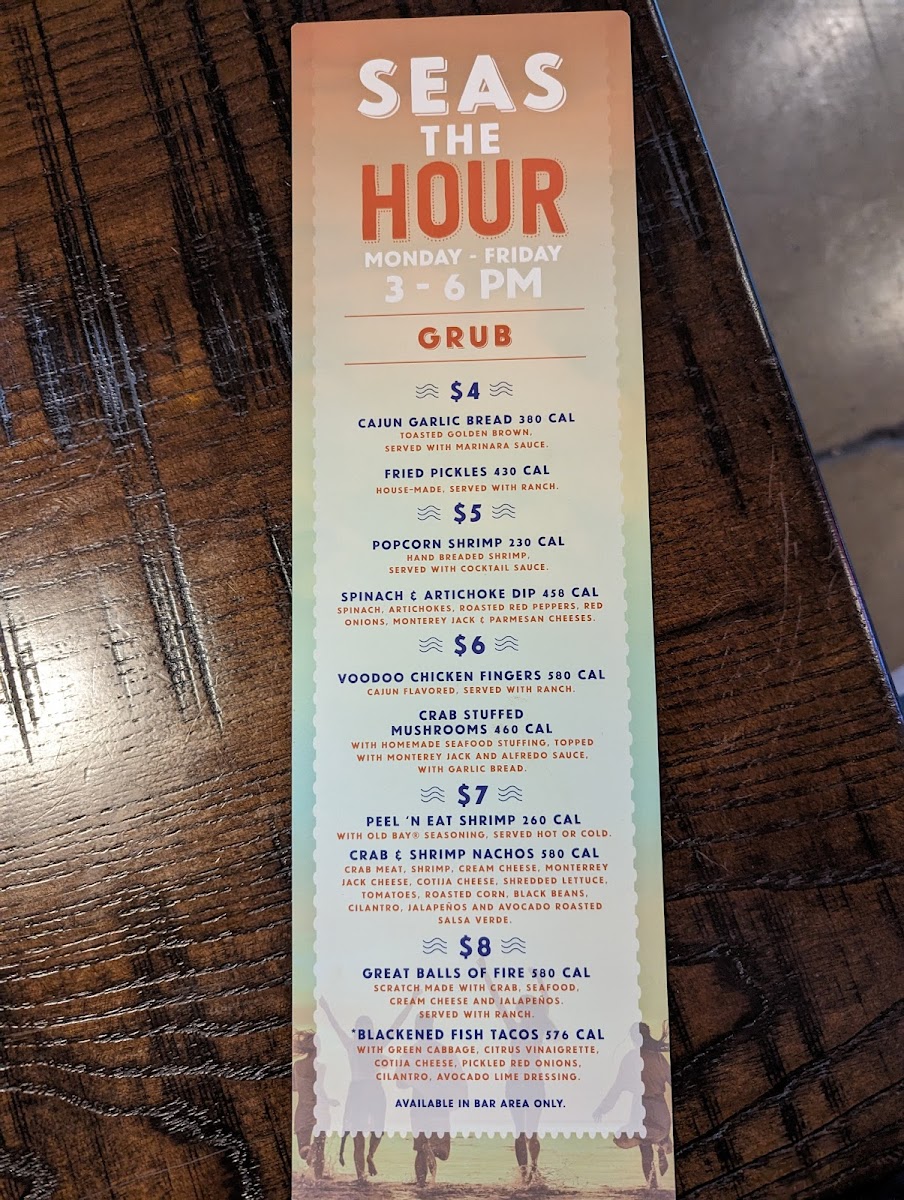 SEAS
THE
HOUR
MONDAY - FRIDAY
3 - 6 PM
GRUB
$4
CAJUN GARLIC BREAD 380 CAL
TOASTED GOLDEN BROWN.
SERVED WITH MARINARA SAUCE.
FRIED PICKLES 430 CAL
HOUSE-MADE, SERVED WITH RANCH.
$5
POPCORN SHRIMP 230 CAL
HAND BREADED SHRIMP,
SERVED WITH COCKTAIL SAUCE.
SPINACH & ARTICHOKE DIP 458 CAL
SPINACH, ARTICHOKES, ROASTED RED PEPPERS, RED
ONIONS, MONTEREY JACK & PARMESAN CHEESES.
$6
VOODOO CHICKEN FINGERS 580 CAL
CAJUN FLAVORED, SERVED WITH RANCH.
CRAB STUFFED
MUSHROOMS 460 CAL
WITH HOMEMADE SEAFOOD STUFFING, TOPPED
WITH MONTEREY JACK AND ALFREDO SAUCE,
WITH GARLIC BREAD.
$7
PEEL 'N EAT SHRIMP 260 CAL
WITH OLD BAY® SEASONING, SERVED HOT OR COLD.
CRAB & SHRIMP NACHOS 580 CAL
CRAB MEAT, SHRIMP, CREAM CHEESE, MONTERREY
JACK CHEESE, COTIJA CHEESE, SHREDDED LETTUCE,
TOMATOES, ROASTED CORN, BLACK BEANS,
CILANTRO, JALAPEÑOS AND AVOCADO ROASTED
SALSA VERDE.
$8
GREAT BALLS OF FIRE 580 CAL
SCRATCH MADE WITH CRAB, SEAFOOD,
CREAM CHEESE AND JALAPEÑOS.
SERVED WITH RANCH.
*BLACKENED FISH TACOS 576 CAL
WITH GREEN CABBAGE, CITRUS VINAIGRETTE,
COTIJA CHEESE, PICKLED RED ONIONS,
CILANTRO, AVOCADO LIME DRESSING.
AVAILABLE IN BAR AREA ONLY.